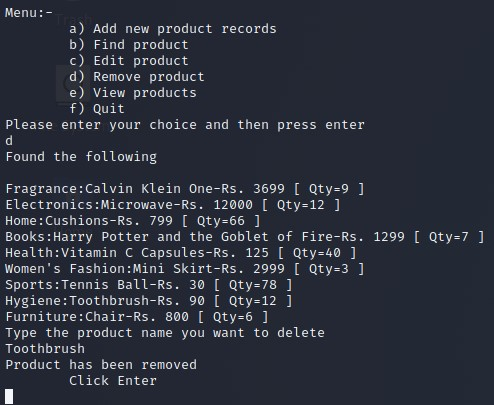 Menu:-
a) Add new product records
b) Find product
c) Edit product
d) Remove product
e) View products
f) Quit
Please enter your choice and then press enter
d
Found the following
Fragrance:Calvin Klein One-Rs. 3699 [ Qty=9 ]
Electronics:Microwave-Rs. 12000 [ Qty=12 ]
Home:Cushions-Rs. 799 [ Qty=66 ]
Books:Harry Potter and the Goblet of Fire-Rs. 1299 [ Qty=7 ]
Health:Vitamin C Capsules-Rs. 125 [ Qty=40 ]
Women's Fashion:Mini Skirt-Rs. 2999 [ Qty=3 ]
Sports:Tennis Ball-Rs. 30 [ Qty=78 ]
Hygiene:Toothbrush-Rs. 90 [ Qty=12 ]
Furniture:Chair-Rs. 800 [ Qty=6 ]
Type the product name you want to delete
Toothbrush
Product has been removed
Click Enter